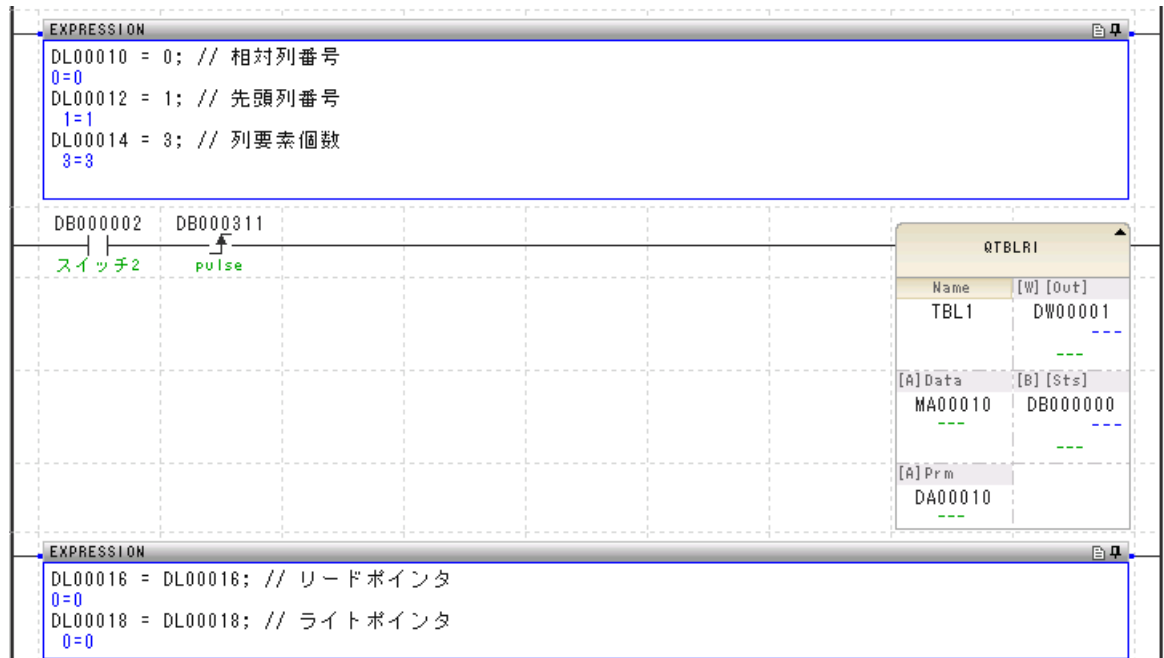 EXPRESSION
DL00010 = 0; // 相対列番号
0=0
DL00012 = 1; // 先頭列番号
1=1
DL00014 = 3; // 列要素個数
3=3
DB000002 DB000311
スイッチ2 pulse
QTBLRI
Name [W][Out]
TBL1 DW00001
---
---
[A]Data [B][Sts]
MA00010 DB000000
--- ---
---
[A]Prm
DA00010
---
EXPRESSION
DL00016 = DL00016; // リードポインタ
0=0
DL00018 = DL00018; // ライトポインタ
0=0